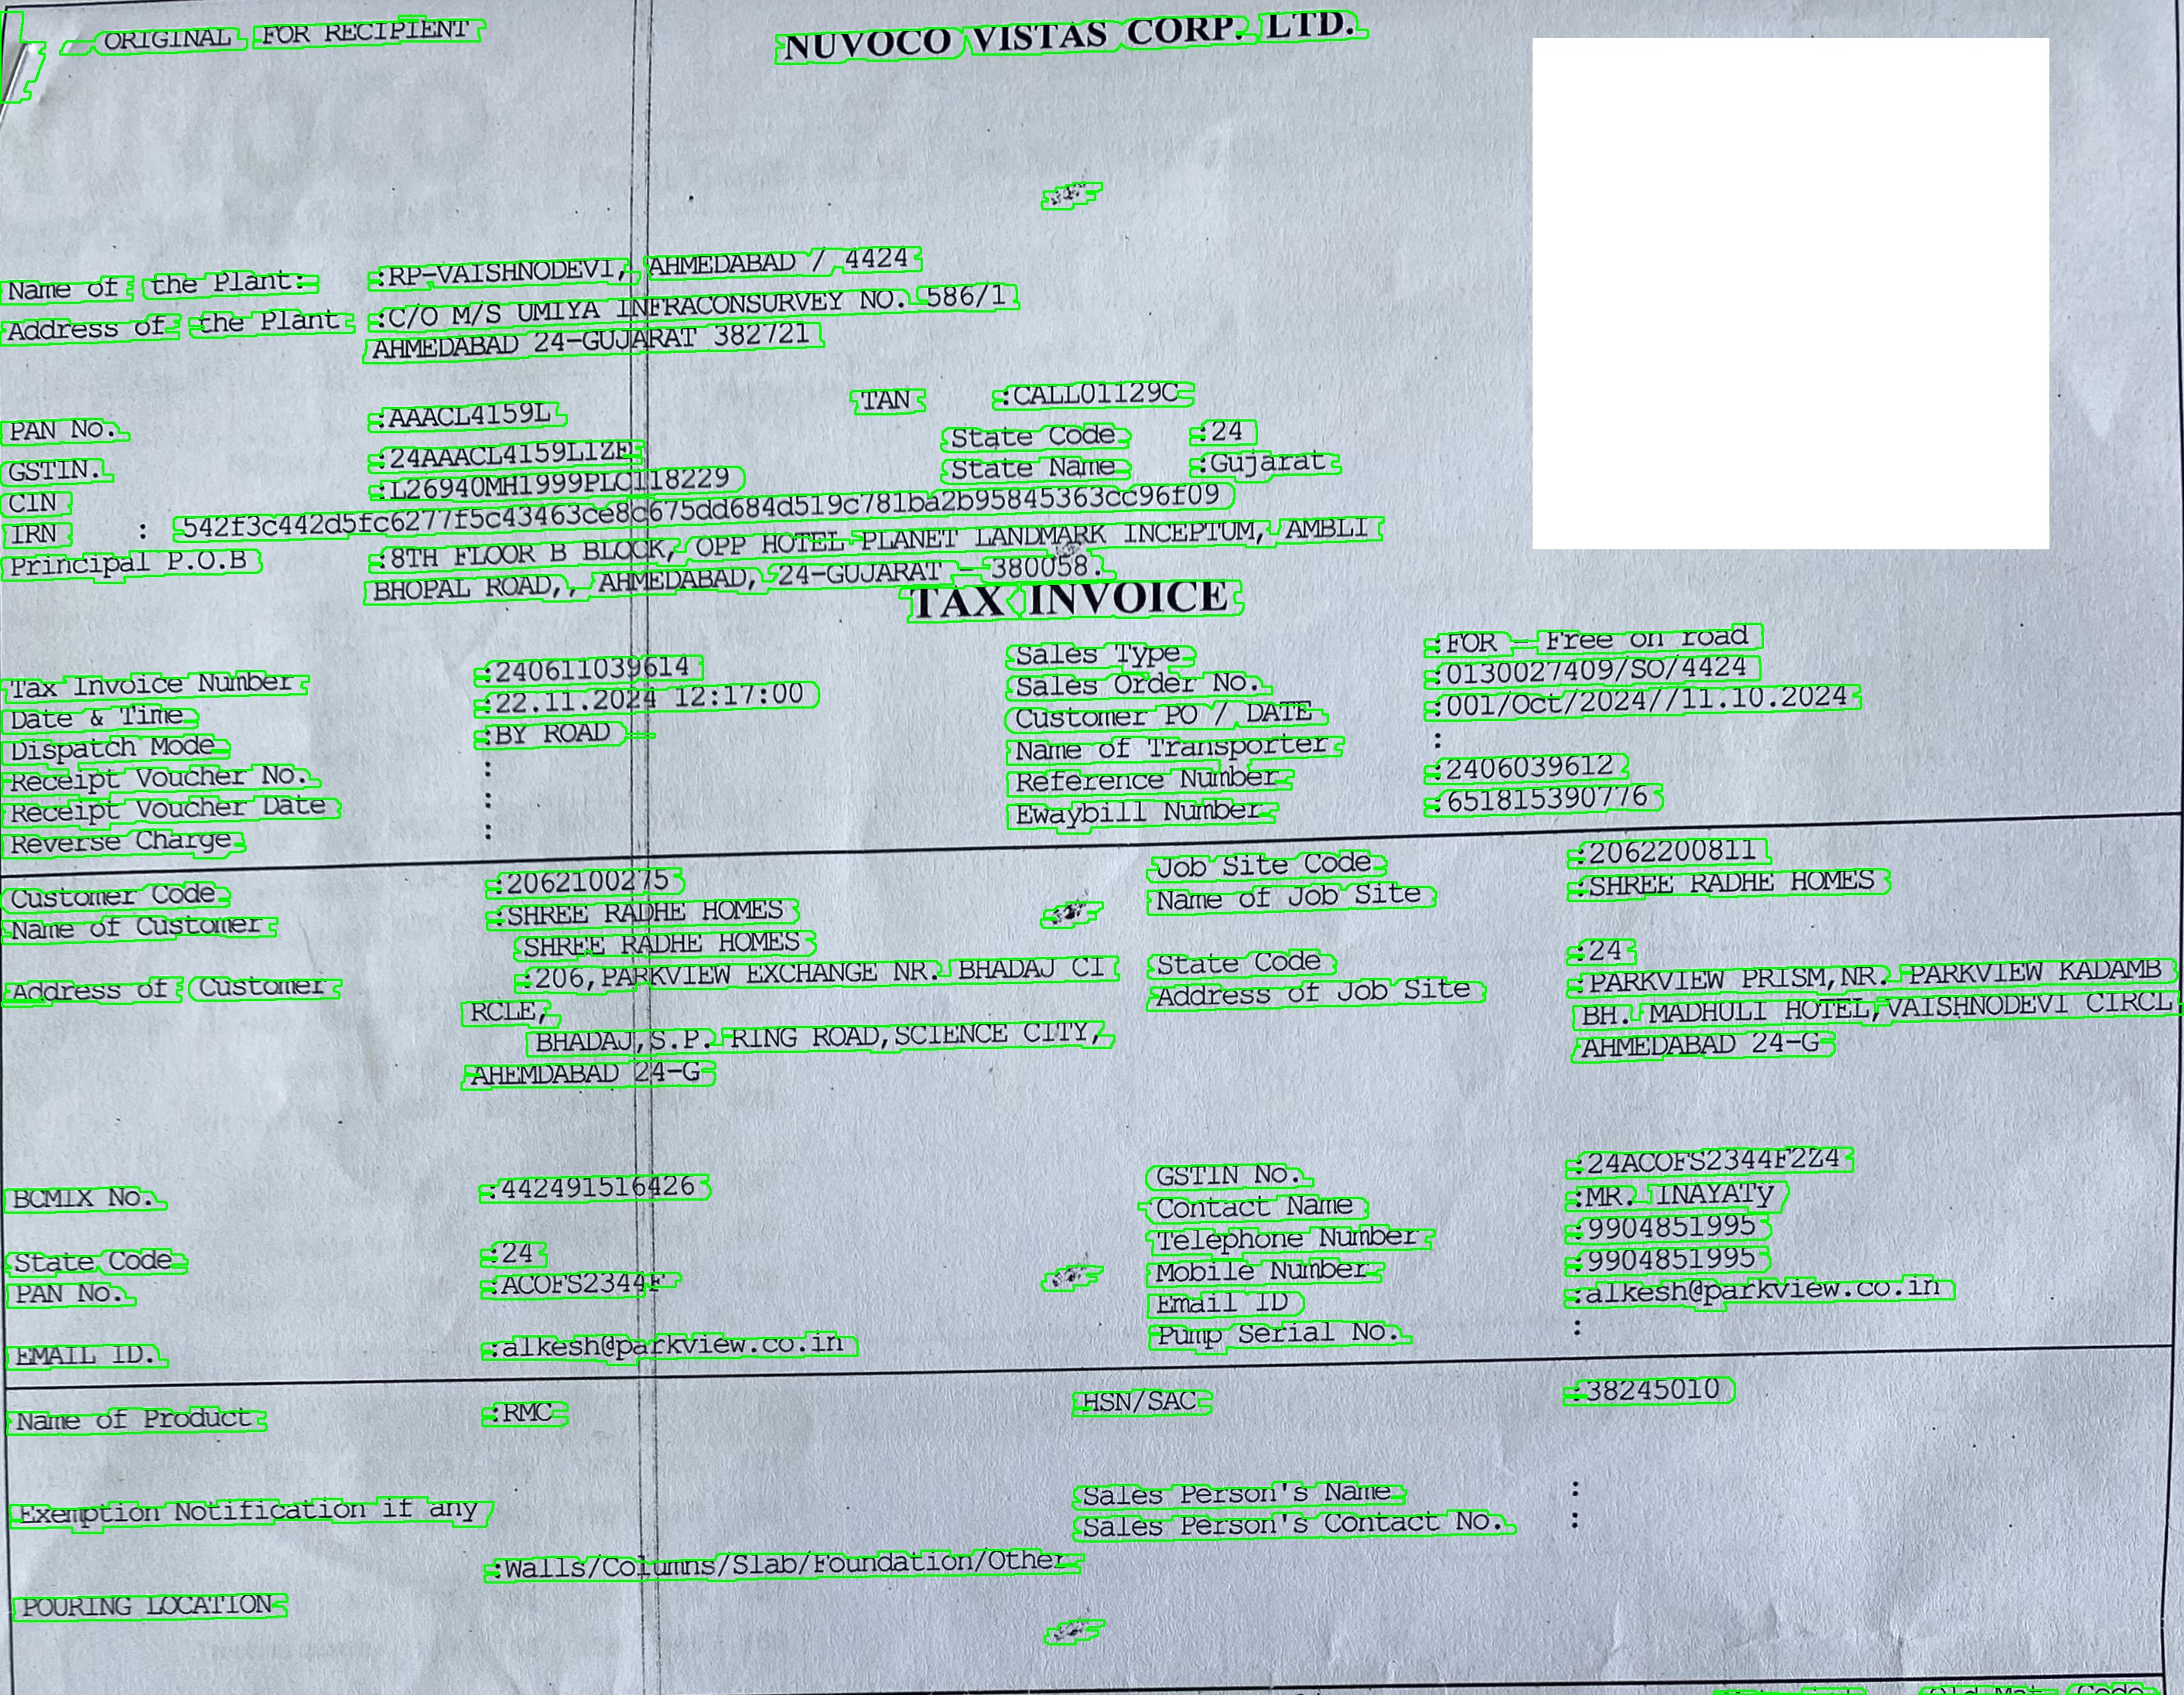 ORIGINAL FOR RECIPIENT
NUVOCO VISTAS CORP. LTD.
Name of the Plant: :RP-VAISHNODEVI, AHMEDABAD / 4424
Address of the Plant :C/O M/S UMIYA INFRACONSURVEY NO. 586/1
AHMEDABAD 24-GUJARAT 382721
PAN No. :AAACL4159L TAN :CALL01129C
GSTIN. :24AAACL4159L1ZE State Code :24
CIN :L26940MH1999PLC118229 State Name :Gujarat
IRN : 542f3c442d5fc6277f5c43463ce8c675dd684d519c781ba2b95845363cc96f09
Principal P.O.B :8TH FLOOR B BLOCK, OPP HOTEL PLANET LANDMARK INCEPTUM, AMBLI
BHOPAL ROAD,, AHMEDABAD, 24-GUJARAT - 380058.
TAX INVOICE
Tax Invoice Number :240611039614 Sales Type :FOR - Free on road
Date & Time :22.11.2024 12:17:00 Sales Order No. :0130027409/SO/4424
Dispatch Mode :BY ROAD Customer PO / DATE :001/Oct/2024//11.10.2024
Receipt Voucher No. : Name of Transporter :
Receipt Voucher Date : Reference Number :2406039612
Reverse Charge : Ewaybill Number :651815390776
Customer Code :2062100275 Job Site Code :2062200811
Name of Customer :SHREE RADHE HOMES Name of Job Site :SHREE RADHE HOMES
SHREE RADHE HOMES
Address of Customer :206,PARKVIEW EXCHANGE NR. BHADAJ CI State Code :24
RCLE, Address of Job Site :PARKVIEW PRISM,NR. PARKVIEW KADAMB
BHADAJ,S.P. RING ROAD,SCIENCE CITY, BH. MADHULI HOTEL,VAISHNODEVI CIRCL
AHEMDABAD 24-G AHMEDABAD 24-G
BCMIX No. :442491516426 GSTIN No. :24ACOFS2344F2Z4
Contact Name :MR. INAYATy
State Code :24 Telephone Number :9904851995
PAN No. :ACOFS2344F Mobile Number :9904851995
Email ID :alkesh@parkview.co.in
EMAIL ID. :alkesh@parkview.co.in Pump Serial No. :
Name of Product :RMC HSN/SAC :38245010
Exemption Notification if any Sales Person's Name :
Sales Person's Contact No. :
:Walls/Columns/Slab/Foundation/Other
POURING LOCATION